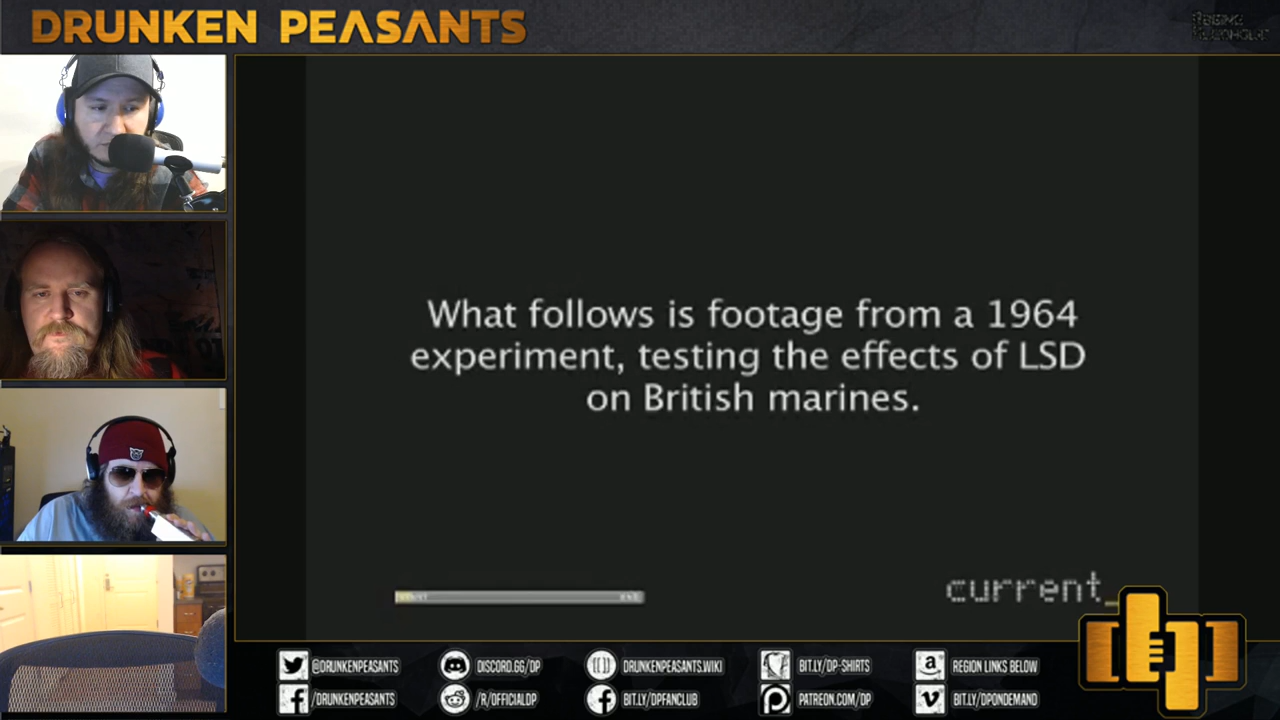 DRUNKEN PEASANTS
What follows is footage from a 1964
experiment, testing the effects of LSD
on British marines.
current_
@DRUNKENPEASANTS
DISCORD.GG/DP
DRUNKENPEASANTS.WIKI
BIT.LY/DP-SHIRTS
REGION LINKS BELOW
/DRUNKENPEASANTS
/R/OFFICIALDP
BIT.LY/DPFANCLUB
PATREON.COM/DP
BIT.LY/DPONDEMAND